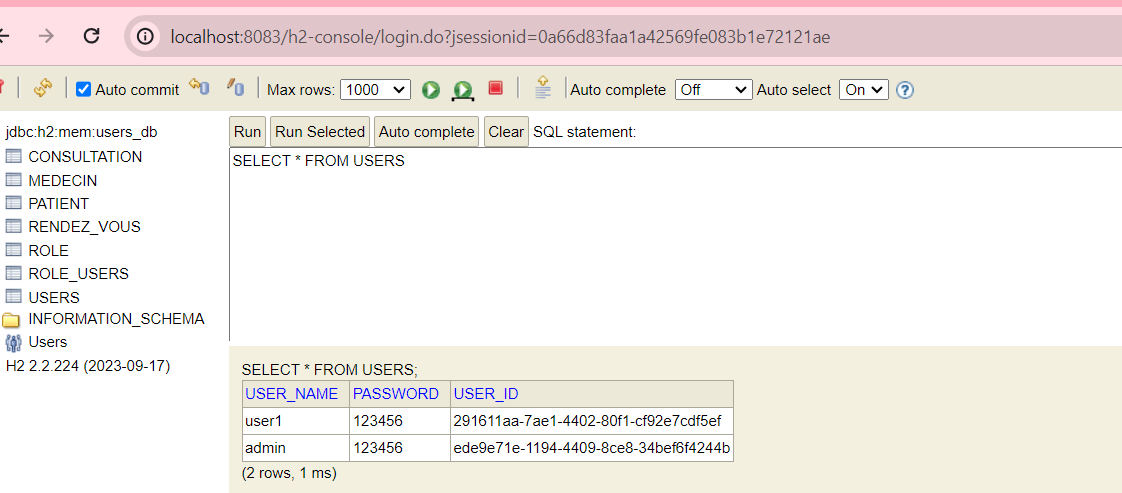 localhost:8083/h2-console/login.do?jsessionid=0a66d83faa1a42569fe083b1e72121ae
Auto commit Max rows: 1000 Auto complete Off Auto select On ?
jdbc:h2:mem:users_db
CONSULTATION
MEDECIN
PATIENT
RENDEZ_VOUS
ROLE
ROLE_USERS
USERS
INFORMATION_SCHEMA
Users
H2 2.2.224 (2023-09-17)
Run Run Selected Auto complete Clear SQL statement:
SELECT * FROM USERS
SELECT * FROM USERS;
USER_NAME PASSWORD USER_ID
user1 123456 291611aa-7ae1-4402-80f1-cf92e7cdf5ef
admin 123456 ede9e71e-1194-4409-8ce8-34bef6f4244b
(2 rows, 1 ms)